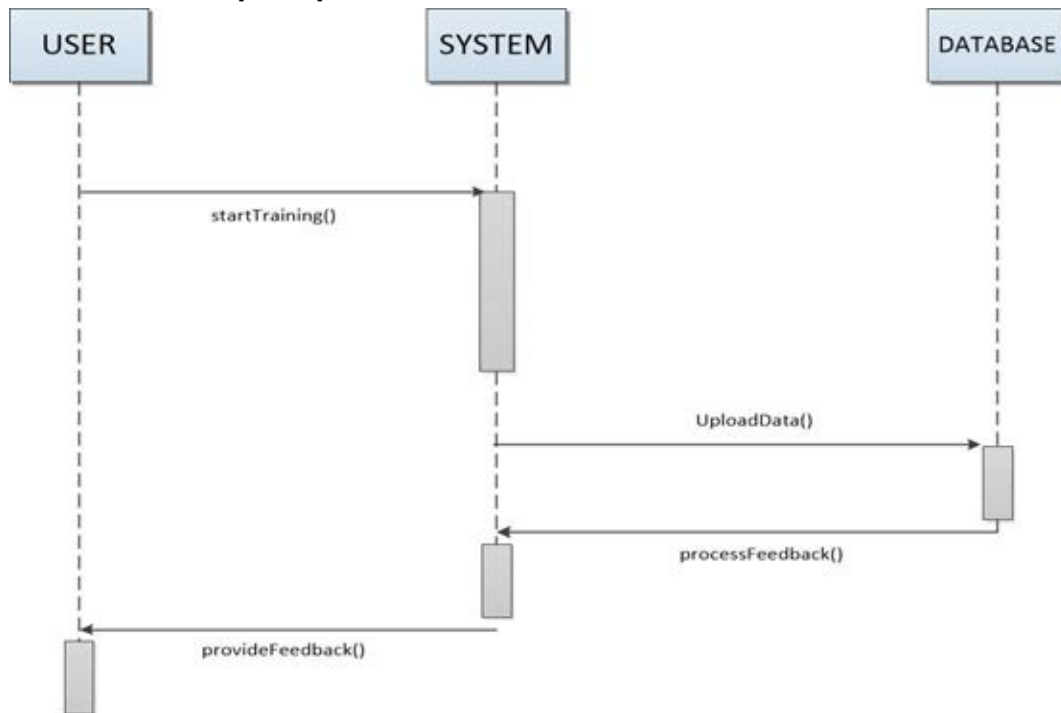 USER
SYSTEM
DATABASE
startTraining()
UploadData()
processFeedback()
provideFeedback()